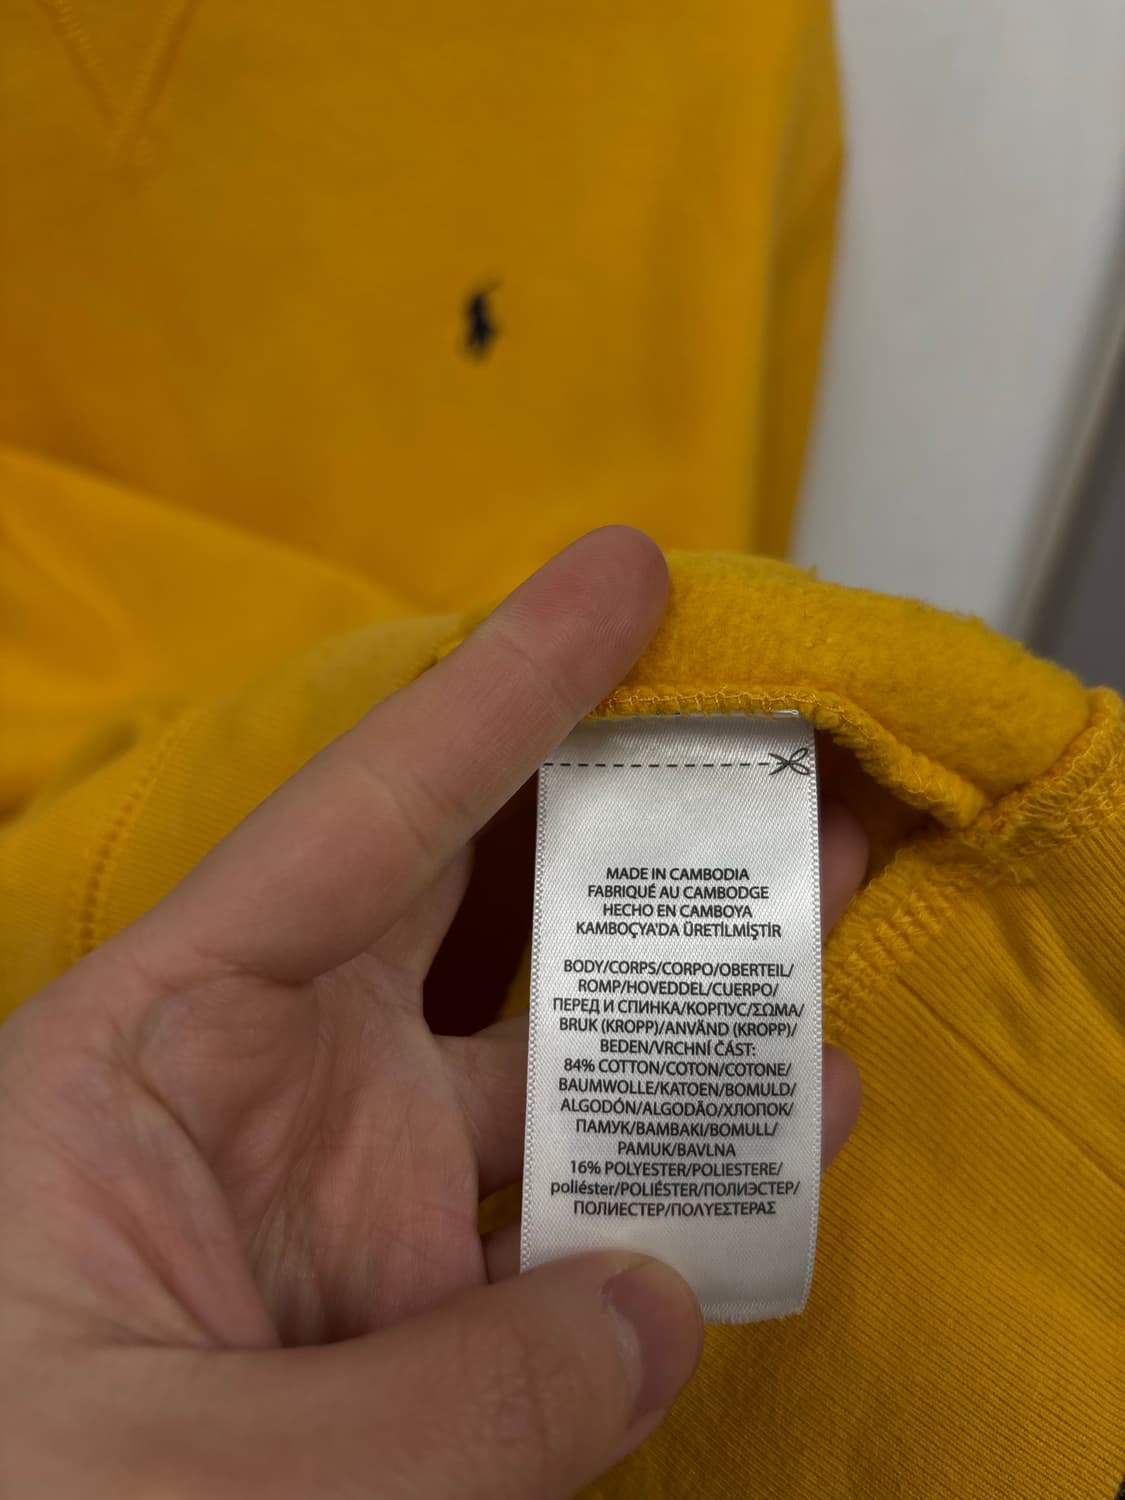 MADE IN CAMBODIA
FABRIQUÉ AU CAMBODGE
HECHO EN CAMBOYA
KAMBOÇYA'DA ÜRETİLMİŞTİR
BODY/CORPS/CORPO/OBERTEIL/
ROMP/HOVEDDEL/CUERPO/
ПЕРЕД И СПИНКА/КОРПУС/ΣΩΜΑ/
BRUK (KROPP)/ANVÄND (KROPP)/
BEDEN/VRCHNÍ ČÁST:
84% COTTON/COTON/COTONE/
BAUMWOLLE/KATOEN/BOMULD/
ALGODÓN/ALGODÃO/ХЛОПОК/
ПАМУК/ΒΑΜΒΑΚΙ/BOMULL/
PAMUK/BAVLNA
16% POLYESTER/POLIESTERE/
poliéster/POLIÉSTER/ПОЛИЭСТЕР/
ПОЛИЕСТЕР/ΠΟΛΥΕΣΤΕΡΑΣ